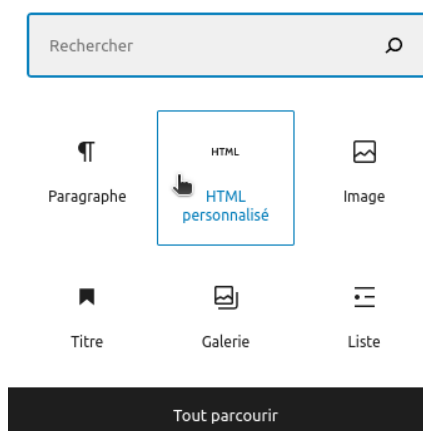 Rechercher
¶
HTML
Paragraphe
HTML
personnalisé
Image
Titre
Galerie
Liste
Tout parcourir